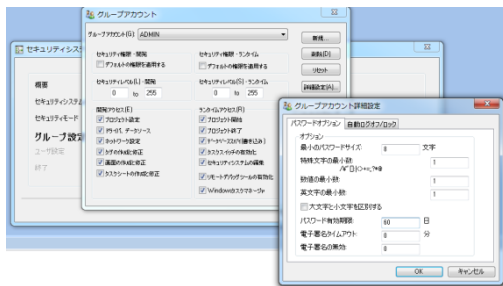 グループアカウント
グループアカウント(G): ADMIN
新規...
削除(D)
リセット
詳細設定(A)...
セキュリティ権限 - 開発
デフォルトの権限を適用する
セキュリティ権限 - ランタイム
デフォルトの権限を適用する
セキュリティレベル(L) - 開発
0 to 255
セキュリティレベル(S) - ランタイム
0 to 255
開発アクセス(E)
プロジェクト設定
ドライバ、データソース
ネットワーク設定
タグの作成と修正
画面の作成と修正
タスクシートの作成と修正
ランタイムアクセス(R)
プロジェクト開始
プロジェクト終了
データベーススパイ(書き込み)
タスクスイッチの有効化
セキュリティシステムの編集
リモートデバッグツールの有効化
Windowsタスクマネージャ
セキュリティシス
概要
セキュリティシステム
セキュリティモード
グループ設定
ユーザ設定
終了
グループアカウント詳細設定
パスワードオプション 自動ログオフ/ロック
オプション
最小のパスワードサイズ: 8 文字
特殊文字の最小数: 1
数値の最小数: 1
英文字の最小数: 1
大文字と小文字を区別する
パスワード有効期限: 60 日
電子署名タイムアウト: 0 分
電子署名の無効: 0
OK キャンセル